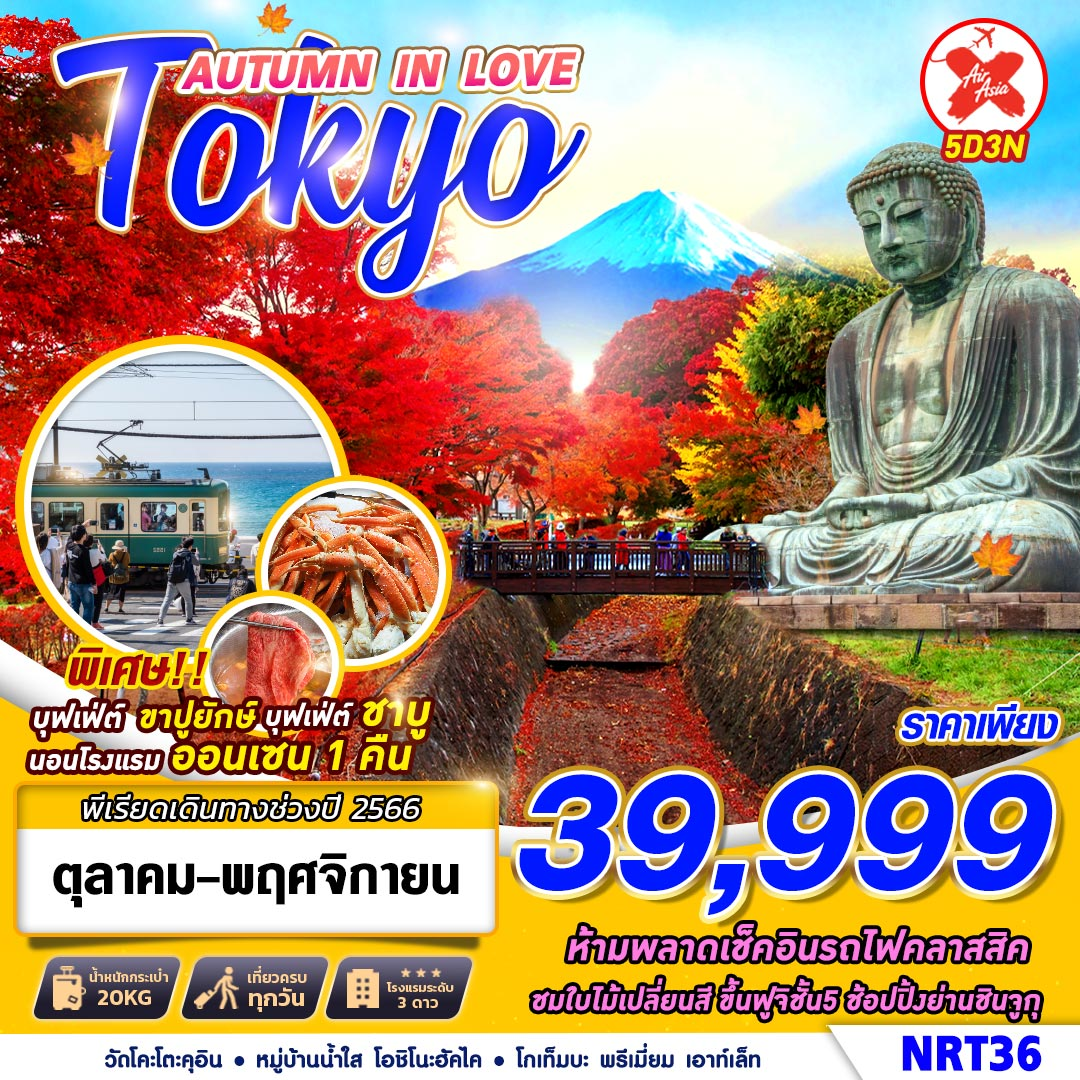 AUTUMN IN LOVE
Tokyo
Air
Asia
5D3N
5001
พิเศษ!!
บุฟเฟ่ต์ ขาปูยักษ์ บุฟเฟ่ต์ ชาบู
นอนโรงแรม ออนเซน 1 คืน
พีเรียดเดินทางช่วงปี 2566
ตุลาคม-พฤศจิกายน
ราคาเพียง
39,999
ห้ามพลาดเช็คอินรถไฟคลาสสิค
ชมใบไม้เปลี่ยนสี ขึ้นฟูจิชั้น5 ช้อปปิ้งย่านชินจูกุ
น้ำหนักกระเป๋า
20KG
เที่ยวครบ
ทุกวัน
โรงแรมระดับ
3 ดาว
วัดโคะโตะคุอิน • หมู่บ้านน้ำใส โอชิโนะฮัคไค • โกเท็มบะ พรีเมี่ยม เอาท์เล็ท
NRT36